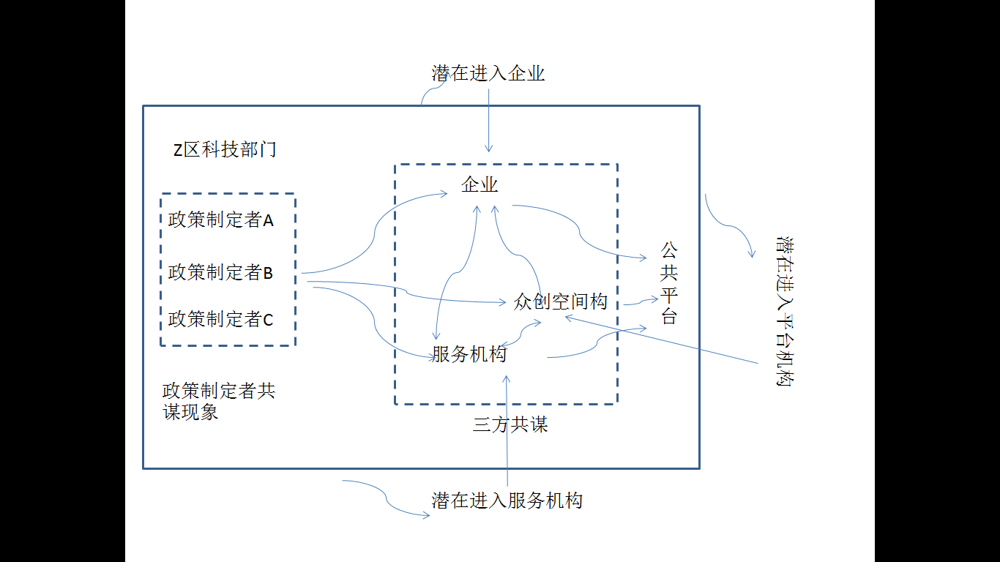 潜在进入企业
Z区科技部门
企业
政策制定者A
政策制定者B
政策制定者C
公共平台
潜在进入平台机构
众创空间构
服务机构
政策制定者共
谋现象
三方共谋
潜在进入服务机构